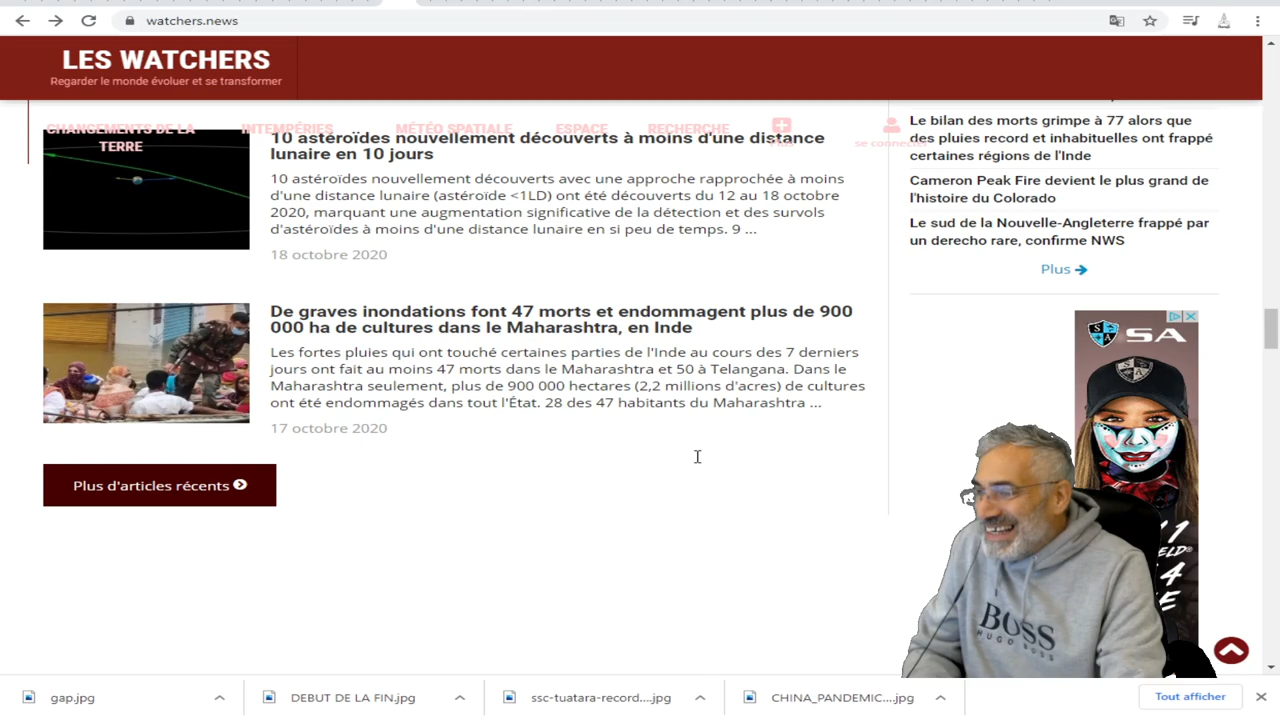 watchers.news
LES WATCHERS
Regarder le monde évoluer et se transformer
CHANGEMENTS DE LA
TERRE
INTEMPÉRIES
MÉTÉO SPATIALE
ESPACE
RECHERCHE
Plus
se connecter
10 astéroïdes nouvellement découverts à moins d'une distance
lunaire en 10 jours
10 astéroïdes nouvellement découverts avec une approche rapprochée à moins
d'une distance lunaire (astéroïde <1LD) ont été découverts du 12 au 18 octobre
2020, marquant une augmentation significative de la détection et des survols
d'astéroïdes à moins d'une distance lunaire en si peu de temps. 9 ...
18 octobre 2020
De graves inondations font 47 morts et endommagent plus de 900
000 ha de cultures dans le Maharashtra, en Inde
Les fortes pluies qui ont touché certaines parties de l'Inde au cours des 7 derniers
jours ont fait au moins 47 morts dans le Maharashtra et 50 à Telangana. Dans le
Maharashtra seulement, plus de 900 000 hectares (2,2 millions d'acres) de cultures
ont été endommagés dans tout l'État. 28 des 47 habitants du Maharashtra ...
17 octobre 2020
Plus d'articles récents
Le bilan des morts grimpe à 77 alors que
des pluies record et inhabituelles ont frappé
certaines régions de l'Inde
Cameron Peak Fire devient le plus grand de
l'histoire du Colorado
Le sud de la Nouvelle-Angleterre frappé par
un derecho rare, confirme NWS
Plus
SA
BOSS
HUGO BOSS
gap.jpg
DEBUT DE LA FIN.jpg
ssc-tuatara-record....jpg
CHINA_PANDEMIC....jpg
Tout afficher